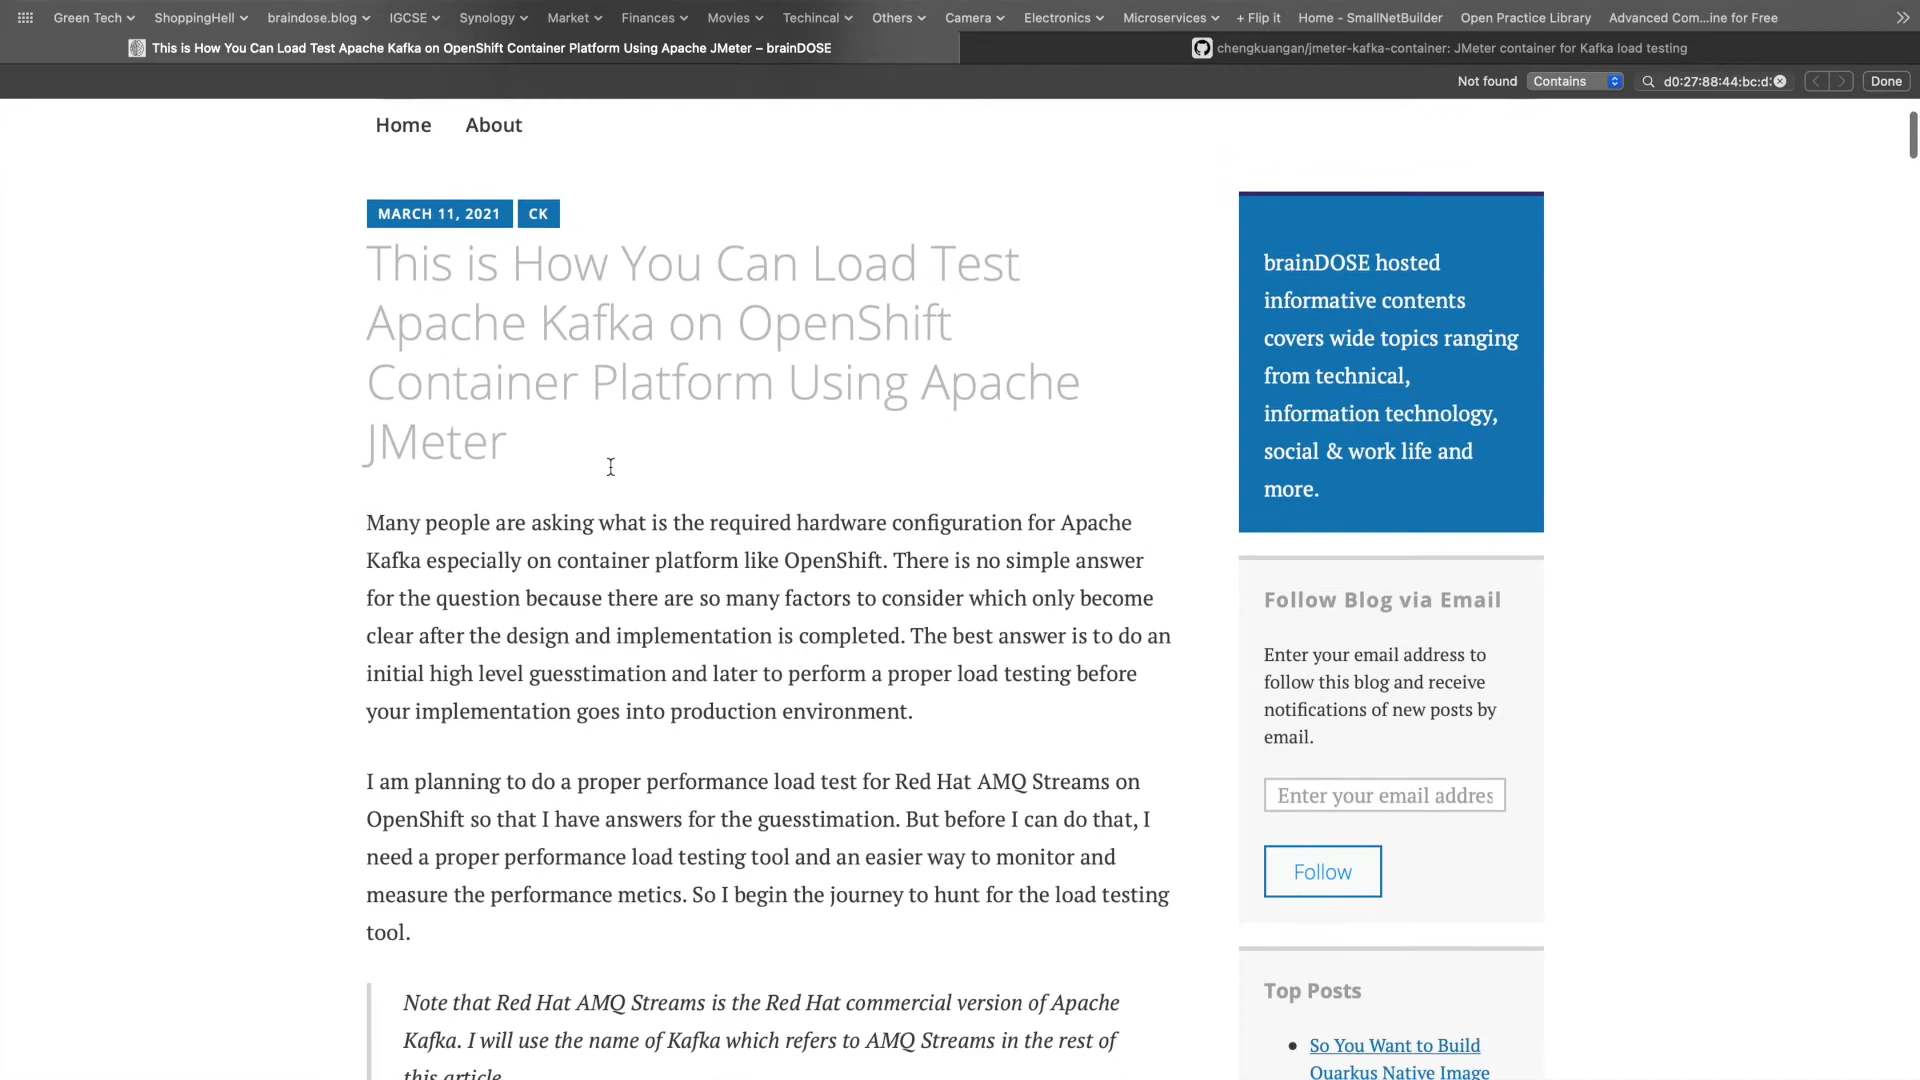 Green Tech ShoppingHell braindose.blog IGCSE Synology Market Finances Movies Techincal Others Camera Electronics Microservices + Flip it Home - SmallNetBuilder Open Practice Library Advanced Com...ine for Free
This is How You Can Load Test Apache Kafka on OpenShift Container Platform Using Apache JMeter – brainDOSE
chengkuangan/jmeter-kafka-container: JMeter container for Kafka load testing
Not found Contains d0:27:88:44:bc:d: Done
Home About
MARCH 11, 2021 CK
This is How You Can Load Test
Apache Kafka on OpenShift
Container Platform Using Apache
JMeter
Many people are asking what is the required hardware configuration for Apache
Kafka especially on container platform like OpenShift. There is no simple answer
for the question because there are so many factors to consider which only become
clear after the design and implementation is completed. The best answer is to do an
initial high level guesstimation and later to perform a proper load testing before
your implementation goes into production environment.
I am planning to do a proper performance load test for Red Hat AMQ Streams on
OpenShift so that I have answers for the guesstimation. But before I can do that, I
need a proper performance load testing tool and an easier way to monitor and
measure the performance metics. So I begin the journey to hunt for the load testing
tool.
Note that Red Hat AMQ Streams is the Red Hat commercial version of Apache
Kafka. I will use the name of Kafka which refers to AMQ Streams in the rest of
this article.
brainDOSE hosted
informative contents
covers wide topics ranging
from technical,
information technology,
social & work life and
more.
Follow Blog via Email
Enter your email address to
follow this blog and receive
notifications of new posts by
email.
Enter your email addres
Follow
Top Posts
So You Want to Build
Quarkus Native Image